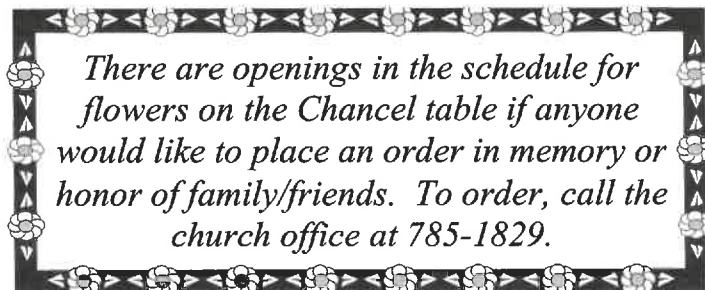 There are openings in the schedule for
flowers on the Chancel table if anyone
would like to place an order in memory or
honor of family/friends.  To order, call the
church office at 785-1829.